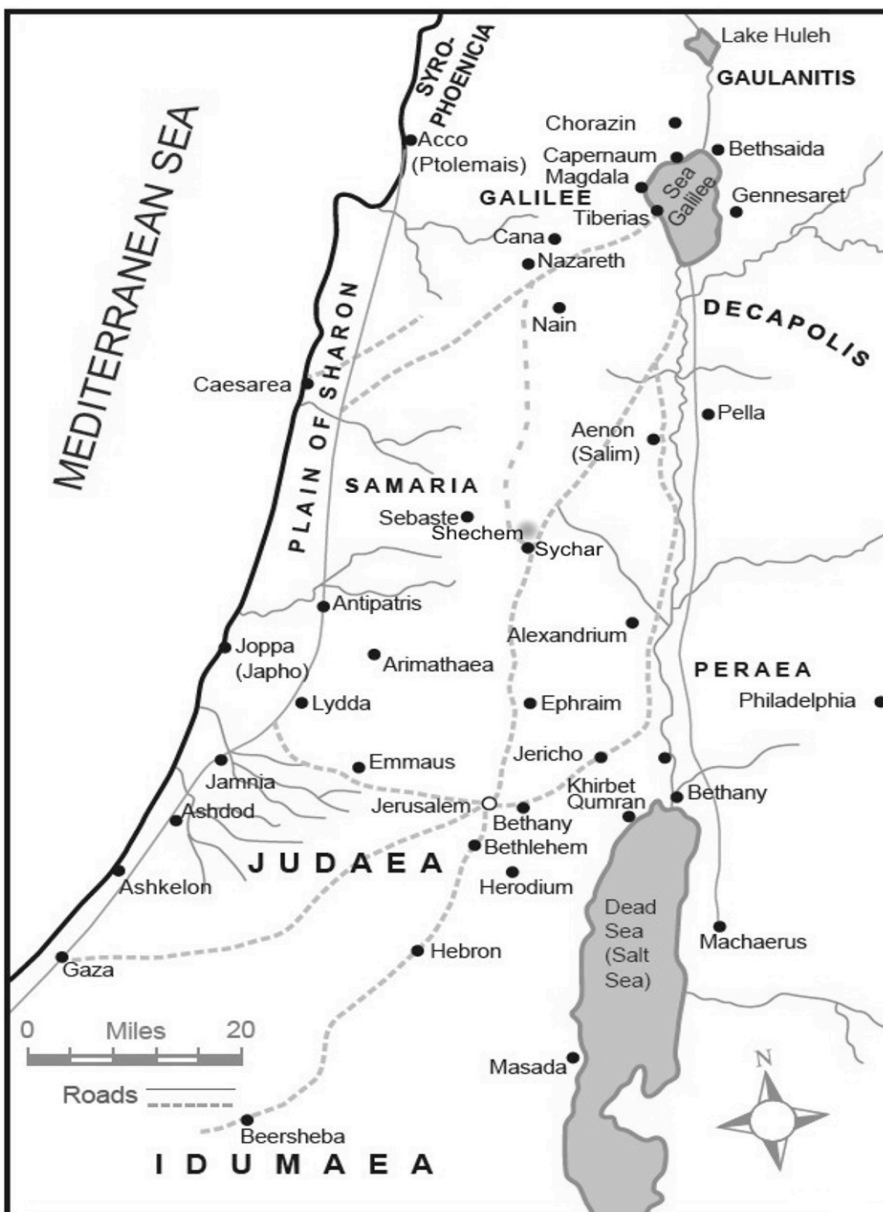 Lake Huleh
GAULANITIS
SYRO-
PHOENICIA
MEDITERRANEAN SEA
Chorazin
Acco
(Ptolemais)
Capernaum
Bethsaida
Magdala
Sea
Galilee
GALILEE
Tiberias
Gennesaret
Cana
Nazareth
DECAPOLIS
Nain
PLAIN OF SHARON
Caesarea
Pella
Aenon
(Salim)
SAMARIA
Sebaste
Shechem
Sychar
Antipatris
Alexandrium
Joppa
(Japho)
Arimathaea
PERAEA
Philadelphia
Lydda
Ephraim
Emmaus
Jericho
Jamnia
Khirbet
Qumran
Bethany
Jerusalem
Bethany
Ashdod
Bethlehem
JUDAEA
Herodium
Ashkelon
Dead
Sea
(Salt
Sea)
Machaerus
Hebron
Gaza
0 Miles 20
Masada
N
Roads
Beersheba
IDUMAEA